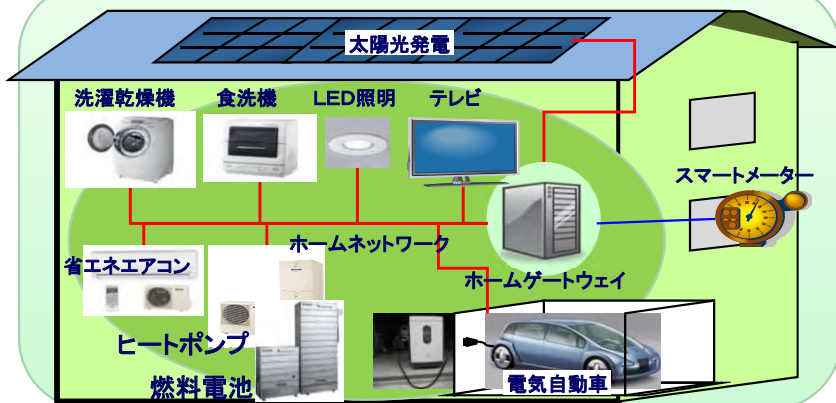 太陽光発電
洗濯乾燥機
食洗機
LED照明
テレビ
スマートメーター
ホームネットワーク
省エネエアコン
ホームゲートウェイ
ヒートポンプ
燃料電池
電気自動車